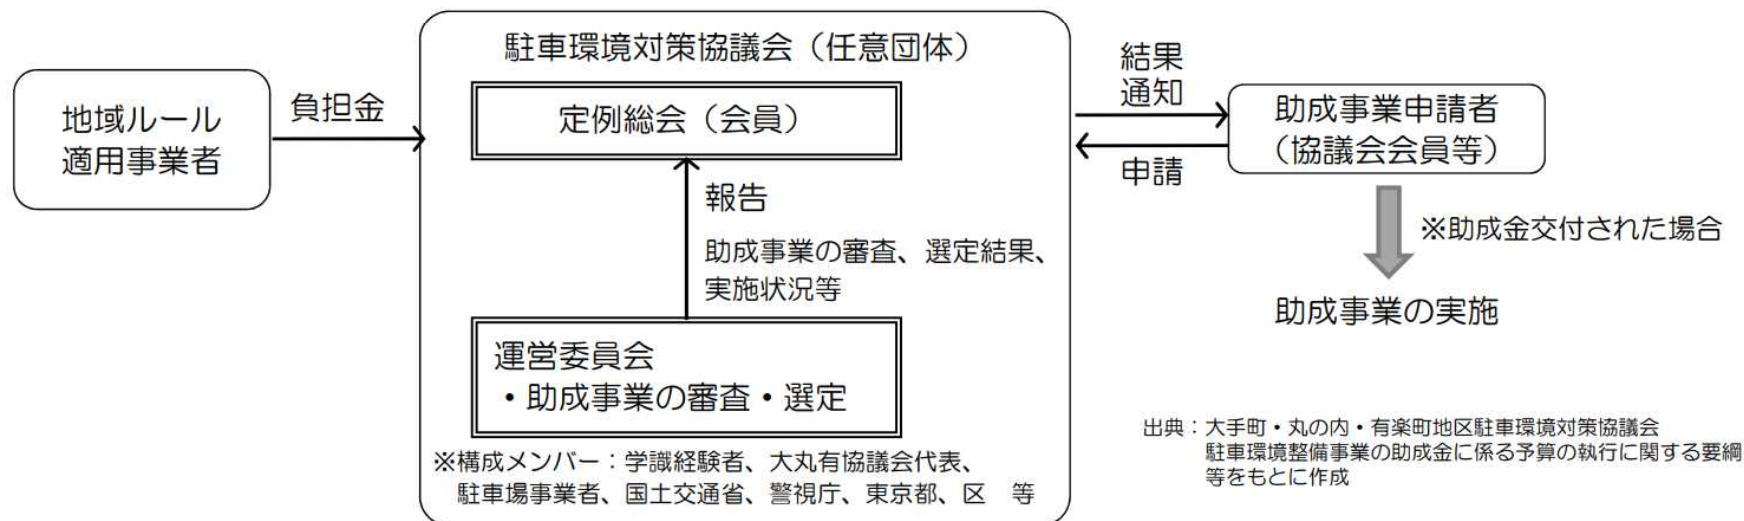 駐車環境対策協議会（任意団体）
地域ルール
適用事業者
負担金
定例総会（会員）
報告
助成事業の審査、選定結果、
実施状況等
運営委員会
・助成事業の審査・選定
※構成メンバー：学識経験者、大丸有協議会代表、
駐車場事業者、国土交通省、警視庁、東京都、区　等
結果
通知
申請
助成事業申請者
（協議会会員等）
※助成金交付された場合
助成事業の実施
出典：大手町・丸の内・有楽町地区駐車環境対策協議会
駐車環境整備事業の助成金に係る予算の執行に関する要綱
等をもとに作成